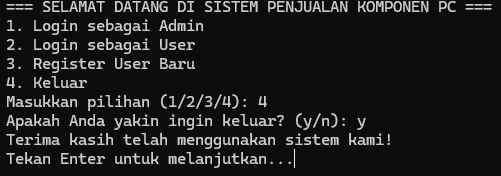 === SELAMAT DATANG DI SISTEM PENJUALAN KOMPONEN PC ===
1. Login sebagai Admin
2. Login sebagai User
3. Register User Baru
4. Keluar
Masukkan pilihan (1/2/3/4): 4
Apakah Anda yakin ingin keluar? (y/n): y
Terima kasih telah menggunakan sistem kami!
Tekan Enter untuk melanjutkan...